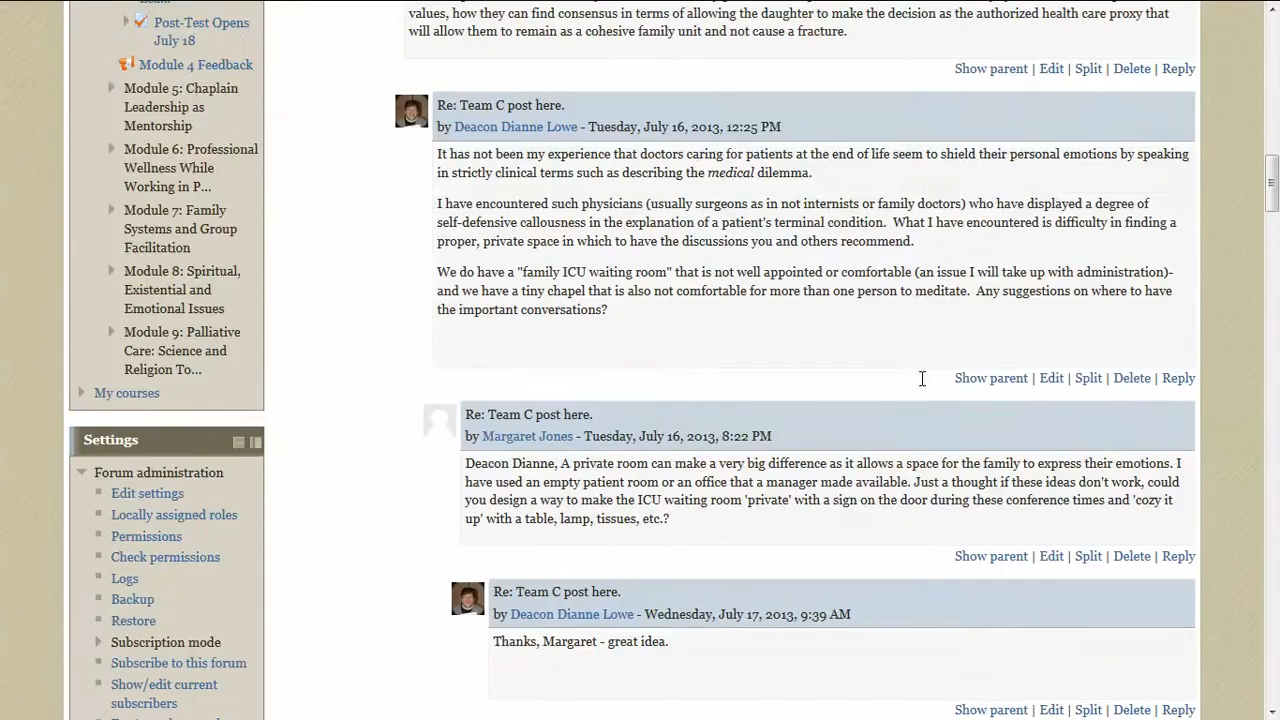 Post-Test Opens
July 18
Module 4 Feedback
Module 5: Chaplain
Leadership as
Mentorship
Module 6: Professional
Wellness While
Working in P...
Module 7: Family
Systems and Group
Facilitation
Module 8: Spiritual,
Existential and
Emotional Issues
Module 9: Palliative
Care: Science and
Religion To...
My courses
Settings
Forum administration
Edit settings
Locally assigned roles
Permissions
Check permissions
Logs
Backup
Restore
Subscription mode
Subscribe to this forum
Show/edit current
subscribers
values, how they can find consensus in terms of allowing the daughter to make the decision as the authorized health care proxy that
will allow them to remain as a cohesive family unit and not cause a fracture.
Show parent | Edit | Split | Delete | Reply
Re: Team C post here.
by Deacon Dianne Lowe - Tuesday, July 16, 2013, 12:25 PM
It has not been my experience that doctors caring for patients at the end of life seem to shield their personal emotions by speaking
in strictly clinical terms such as describing the medical dilemma.
I have encountered such physicians (usually surgeons as in not internists or family doctors) who have displayed a degree of
self-defensive callousness in the explanation of a patient's terminal condition.  What I have encountered is difficulty in finding a
proper, private space in which to have the discussions you and others recommend.
We do have a "family ICU waiting room" that is not well appointed or comfortable (an issue I will take up with administration)-
and we have a tiny chapel that is also not comfortable for more than one person to meditate.  Any suggestions on where to have
the important conversations?
Show parent | Edit | Split | Delete | Reply
Re: Team C post here.
by Margaret Jones - Tuesday, July 16, 2013, 8:22 PM
Deacon Dianne, A private room can make a very big difference as it allows a space for the family to express their emotions. I
have used an empty patient room or an office that a manager made available. Just a thought if these ideas don't work, could
you design a way to make the ICU waiting room 'private' with a sign on the door during these conference times and 'cozy it
up' with a table, lamp, tissues, etc.?
Show parent | Edit | Split | Delete | Reply
Re: Team C post here.
by Deacon Dianne Lowe - Wednesday, July 17, 2013, 9:39 AM
Thanks, Margaret - great idea.
Show parent | Edit | Split | Delete | Reply